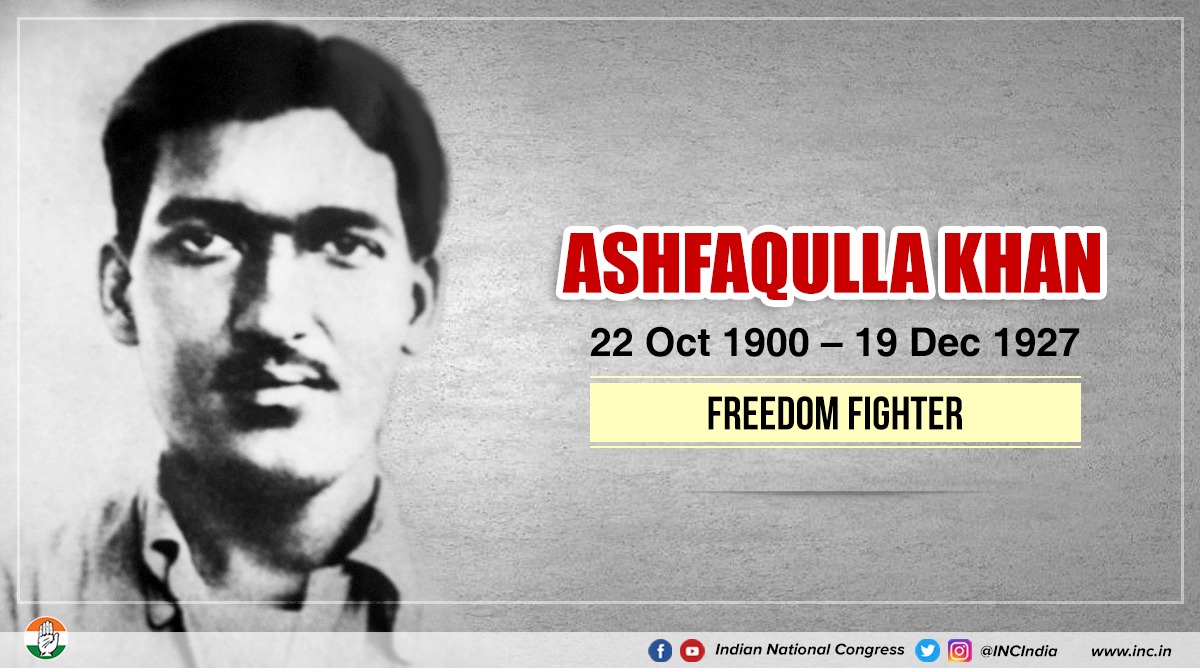 ASHFAQULLA KHAN
22 Oct 1900 – 19 Dec 1927
FREEDOM FIGHTER
Indian National Congress @INCIndia www.inc.in